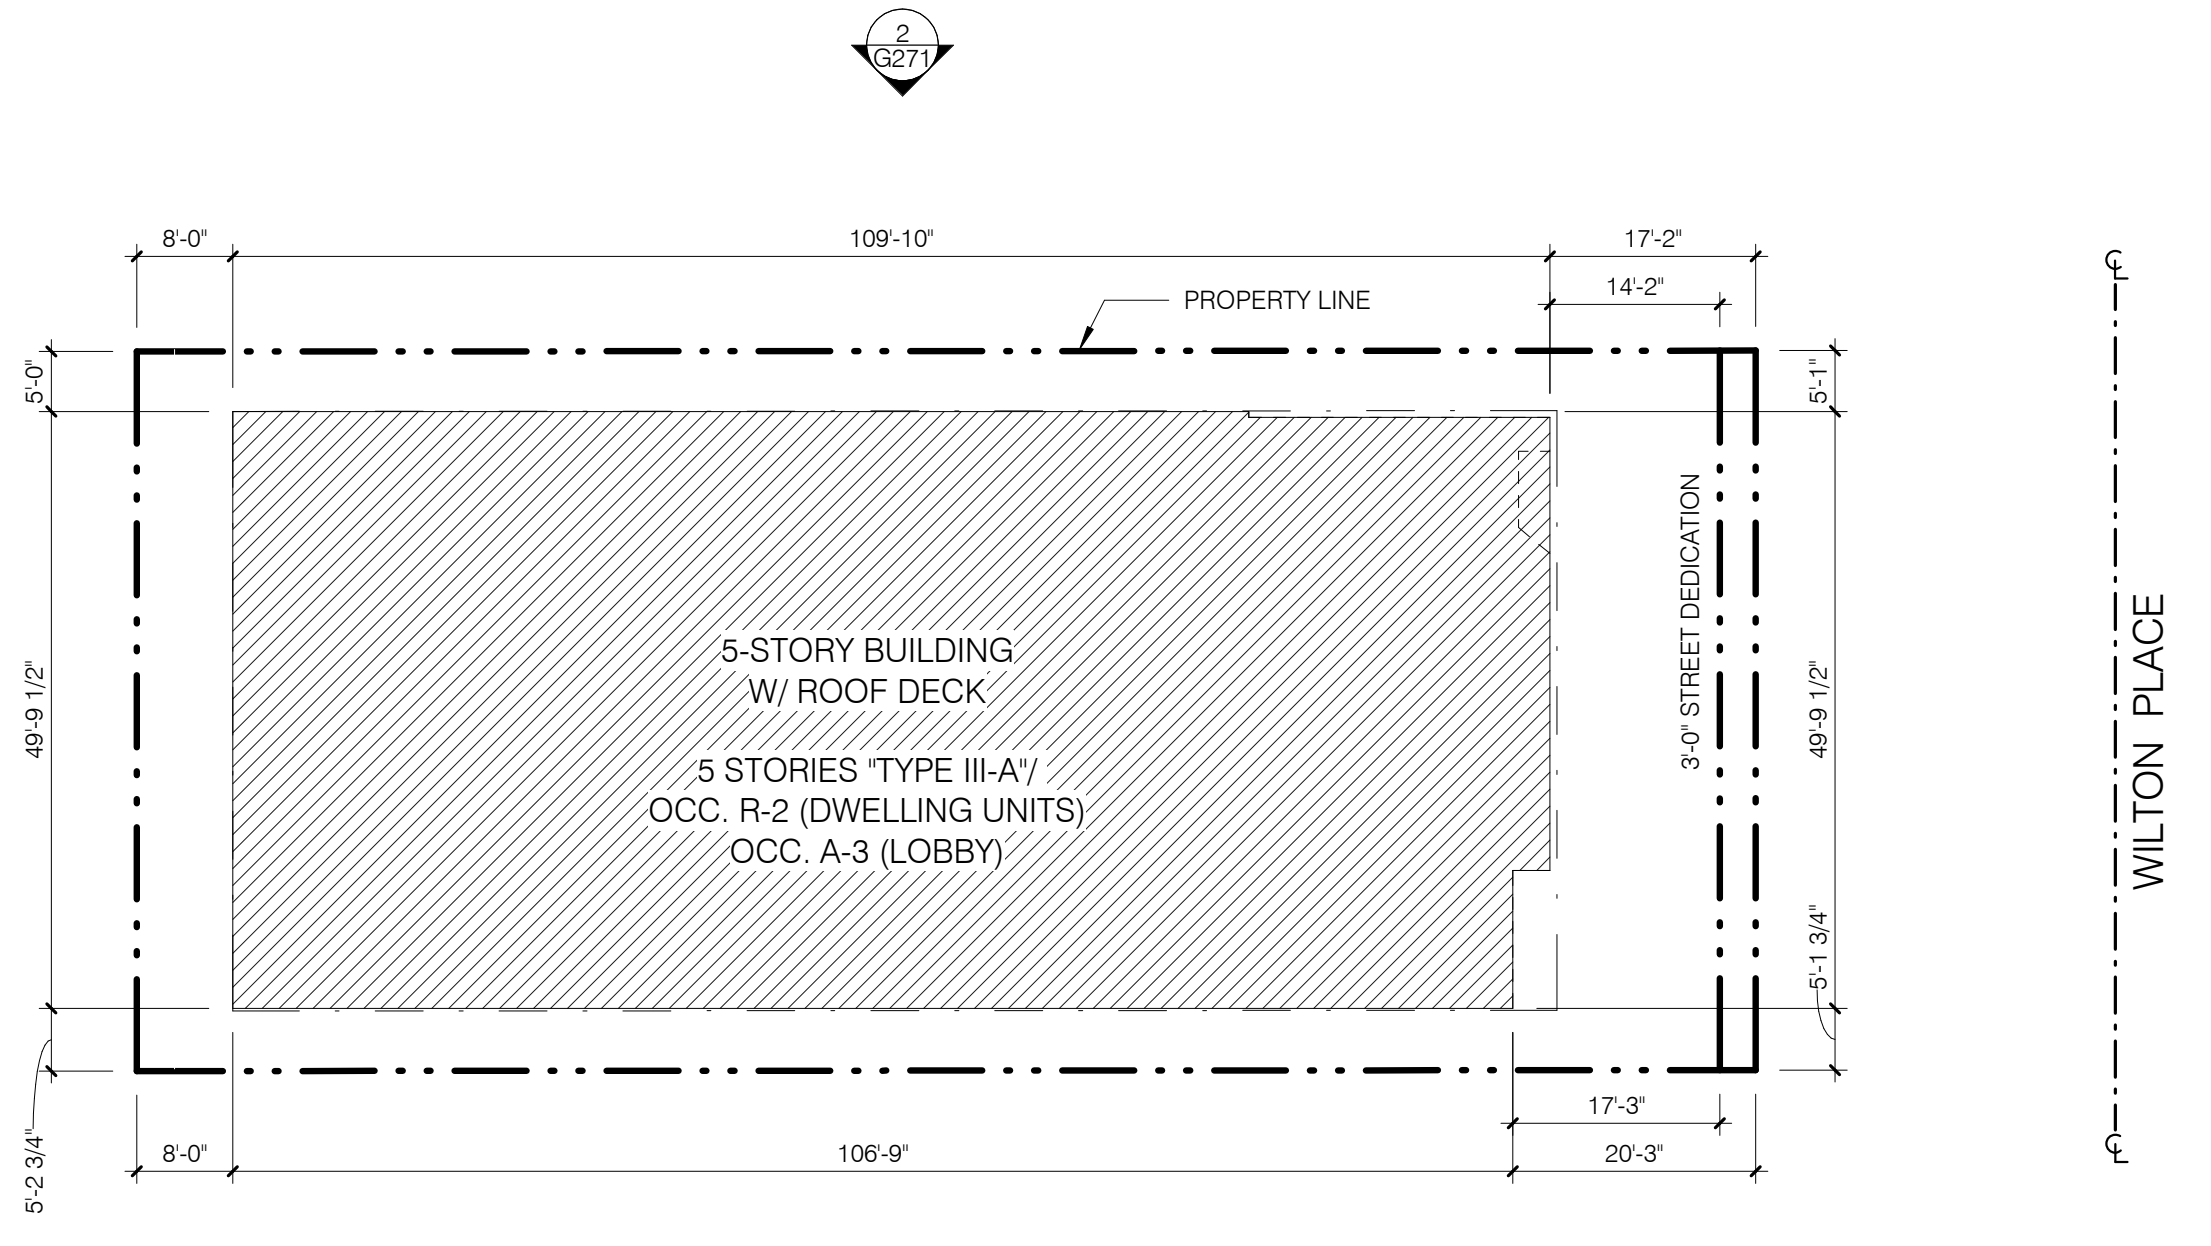 2
G271
8'-0"
109'-10"
17'-2"
14'-2"
PROPERTY LINE
5'-0"
5'-1"
3'-0" STREET DEDICATION
49'-9 1/2"
49'-9 1/2"
5-STORY BUILDING
W/ ROOF DECK
5 STORIES "TYPE III-A"/
OCC. R-2 (DWELLING UNITS)
OCC. A-3 (LOBBY)
WILTON PLACE
5'-1 3/4"
5'-2 3/4"
17'-3"
8'-0"
106'-9"
20'-3"